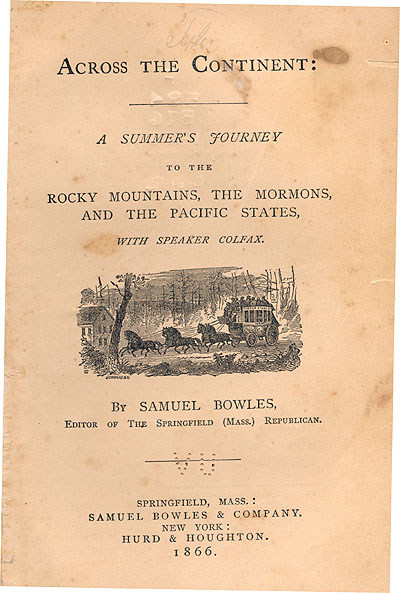 ACROSS THE CONTINENT:
A SUMMER'S JOURNEY
TO THE
ROCKY MOUNTAINS, THE MORMONS,
AND THE PACIFIC STATES,
WITH SPEAKER COLFAX.
BY SAMUEL BOWLES,
EDITOR OF THE SPRINGFIELD (MASS.) REPUBLICAN.
SPRINGFIELD, MASS.:
SAMUEL BOWLES & COMPANY.
NEW YORK:
HURD & HOUGHTON.
1866.